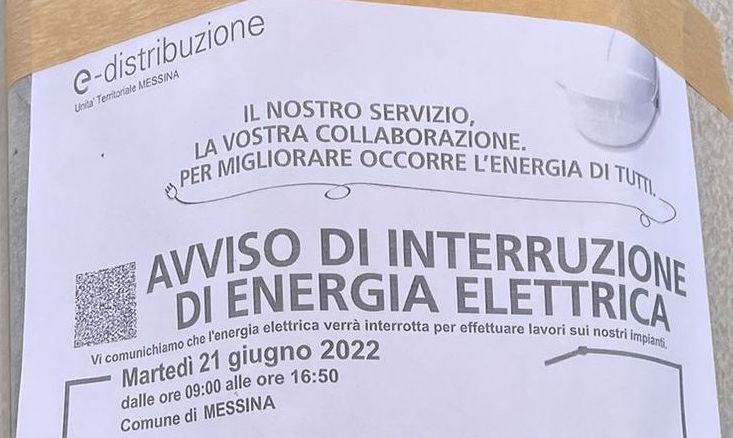 e-distribuzione
Unita' Territoriale MESSINA
IL NOSTRO SERVIZIO,
LA VOSTRA COLLABORAZIONE.
PER MIGLIORARE OCCORRE L'ENERGIA DI TUTTI.
AVVISO DI INTERRUZIONE
DI ENERGIA ELETTRICA
Vi comunichiamo che l'energia elettrica verrà interrotta per effettuare lavori sui nostri impianti.
Martedì 21 giugno 2022
dalle ore 09:00 alle ore 16:50
Comune di MESSINA